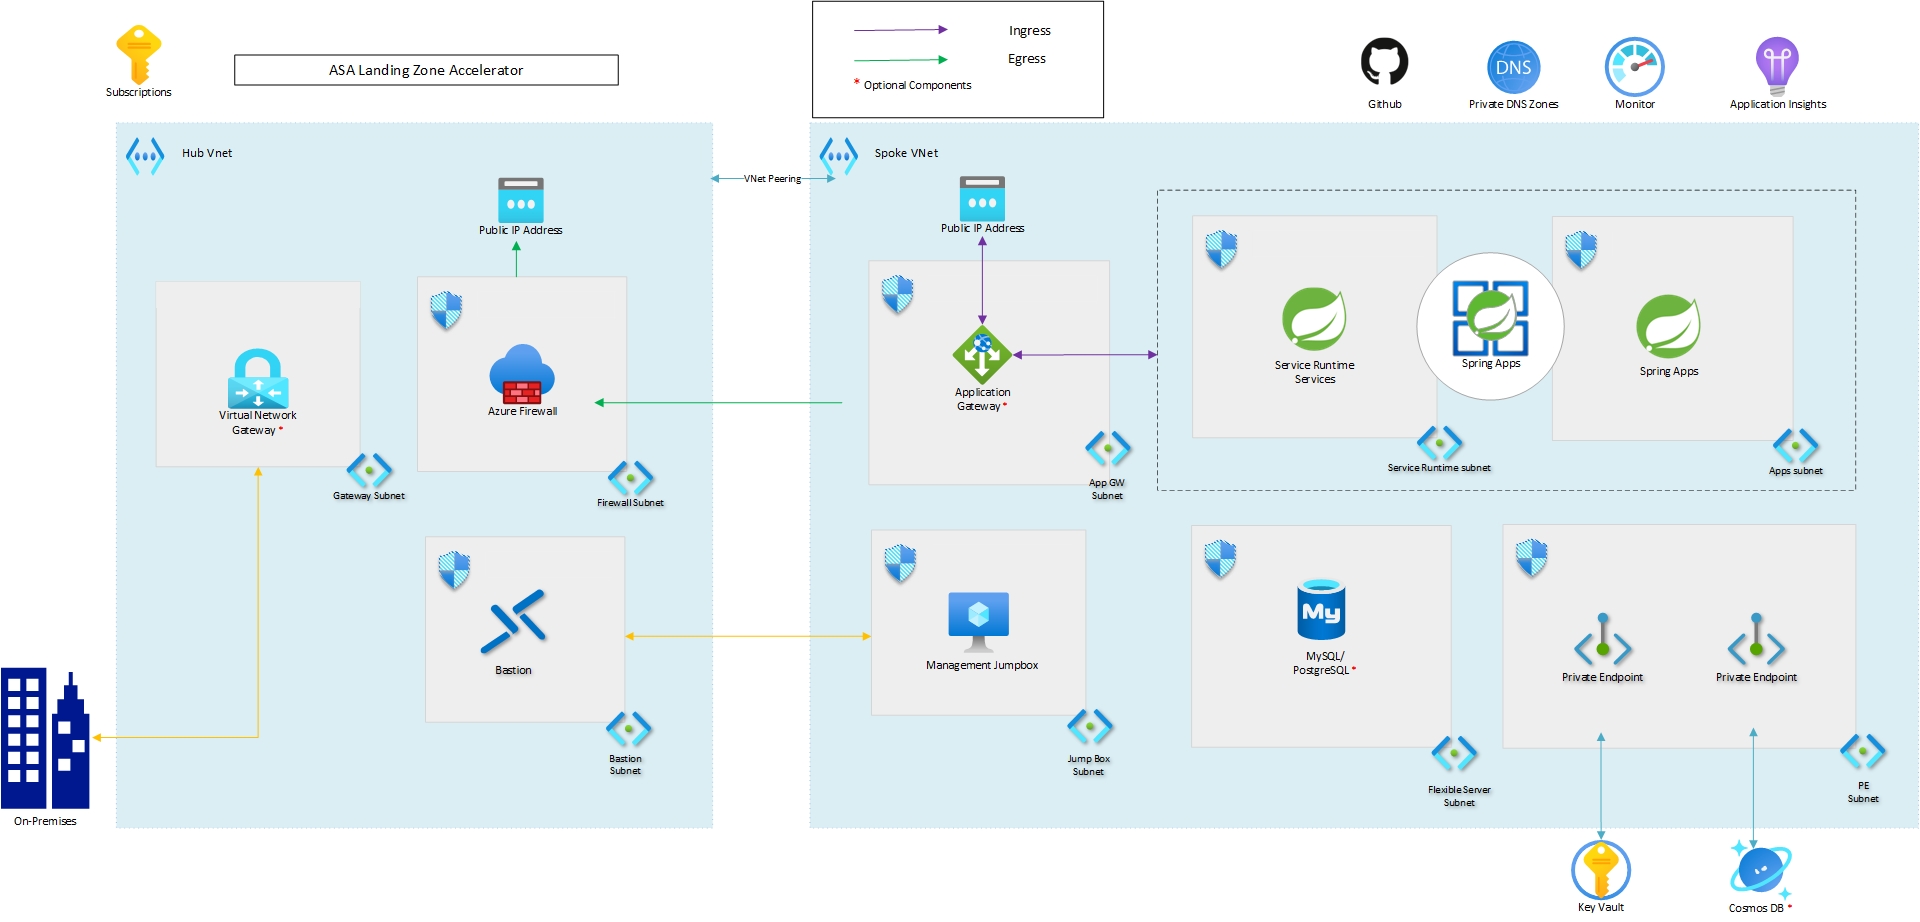 Subscriptions
ASA Landing Zone Accelerator
Ingress
Egress
* Optional Components
Github
Private DNS Zones
DNS
Monitor
Application Insights
Hub Vnet
VNet Peering
Spoke VNet
Public IP Address
Public IP Address
Virtual Network
Gateway *
Gateway Subnet
Azure Firewall
Firewall Subnet
Application
Gateway *
App GW
Subnet
Service Runtime
Services
Service Runtime subnet
Spring Apps
Spring Apps
Apps subnet
Bastion
Bastion
Subnet
Management Jumpbox
Jump Box
Subnet
My
MySQL/
PostgreSQL *
Flexible Server
Subnet
Private Endpoint
Private Endpoint
PE
Subnet
On-Premises
Key Vault
Cosmos DB *